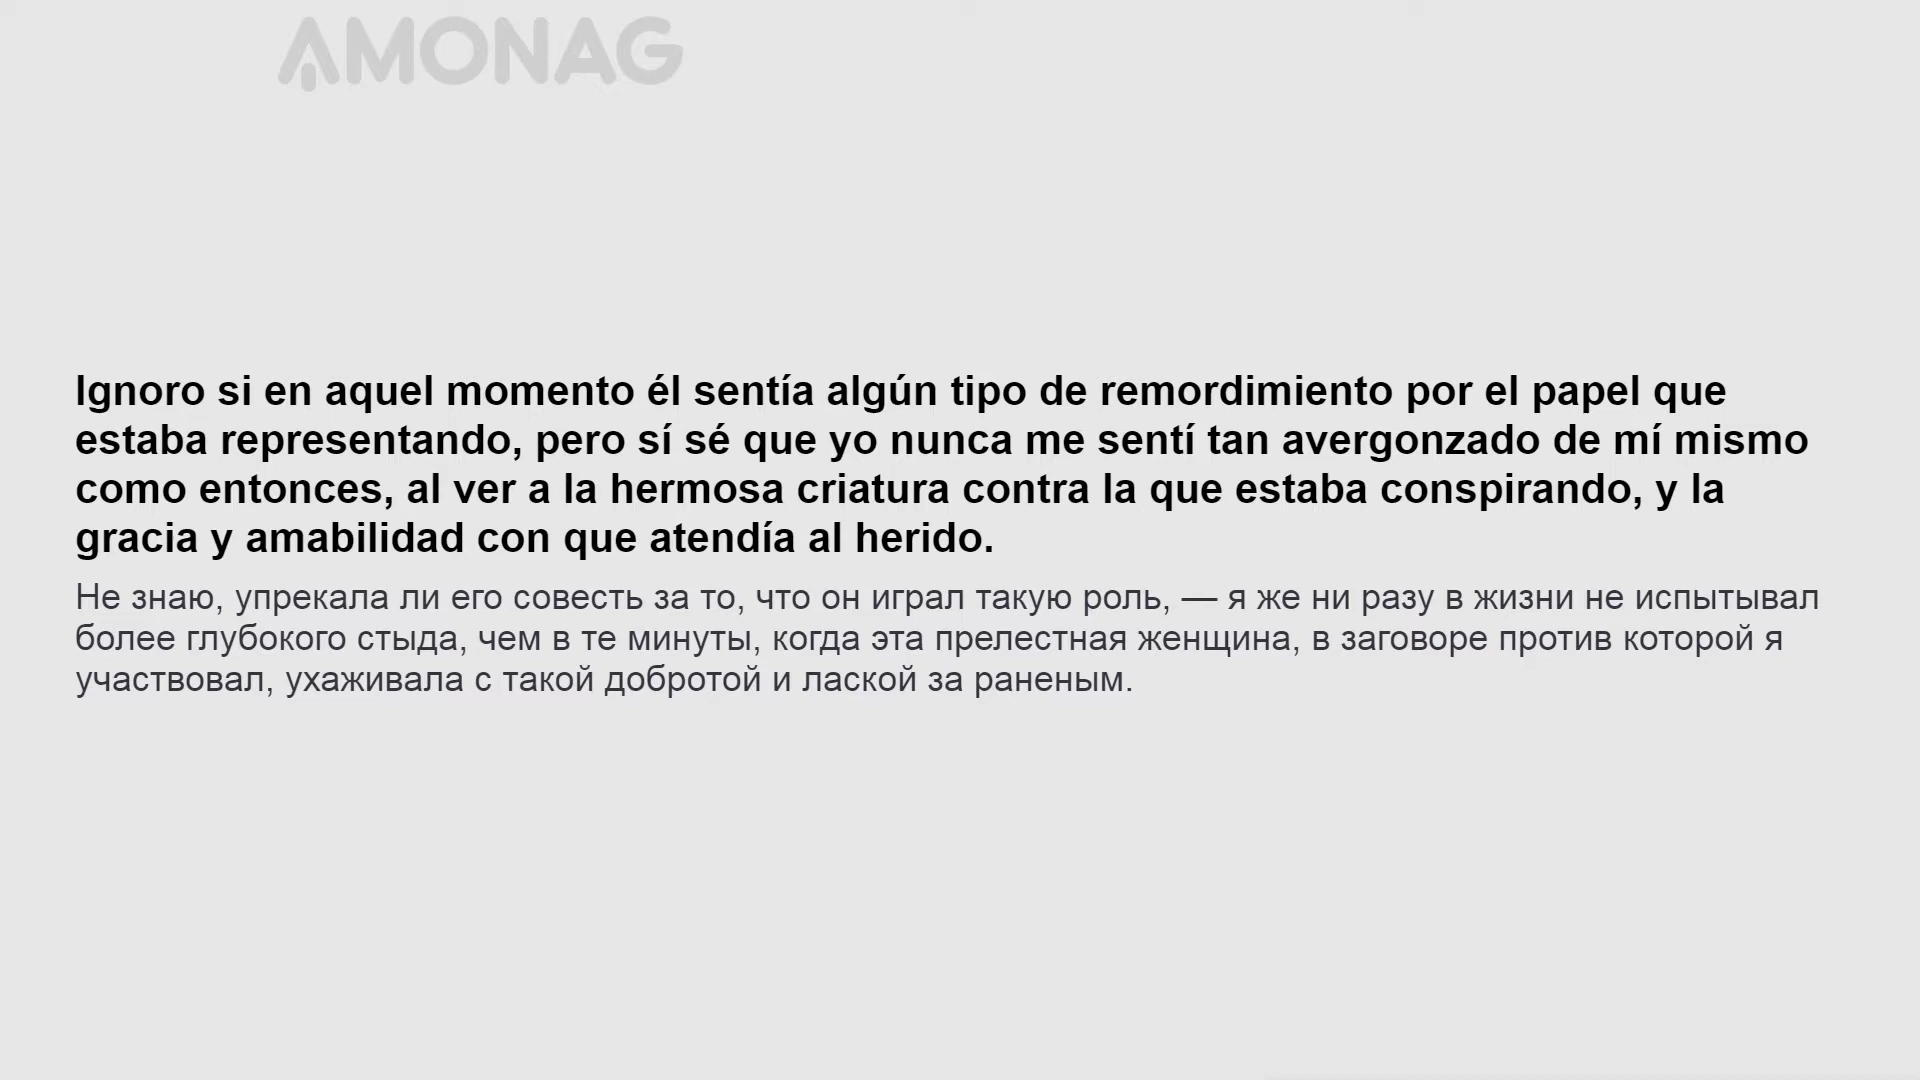 AMONAG
Ignoro si en aquel momento él sentía algún tipo de remordimiento por el papel que
estaba representando, pero sí sé que yo nunca me sentí tan avergonzado de mí mismo
como entonces, al ver a la hermosa criatura contra la que estaba conspirando, y la
gracia y amabilidad con que atendía al herido.
Не знаю, упрекала ли его совесть за то, что он играл такую роль, — я же ни разу в жизни не испытывал
более глубокого стыда, чем в те минуты, когда эта прелестная женщина, в заговоре против которой я
участвовал, ухаживала с такой добротой и лаской за раненым.